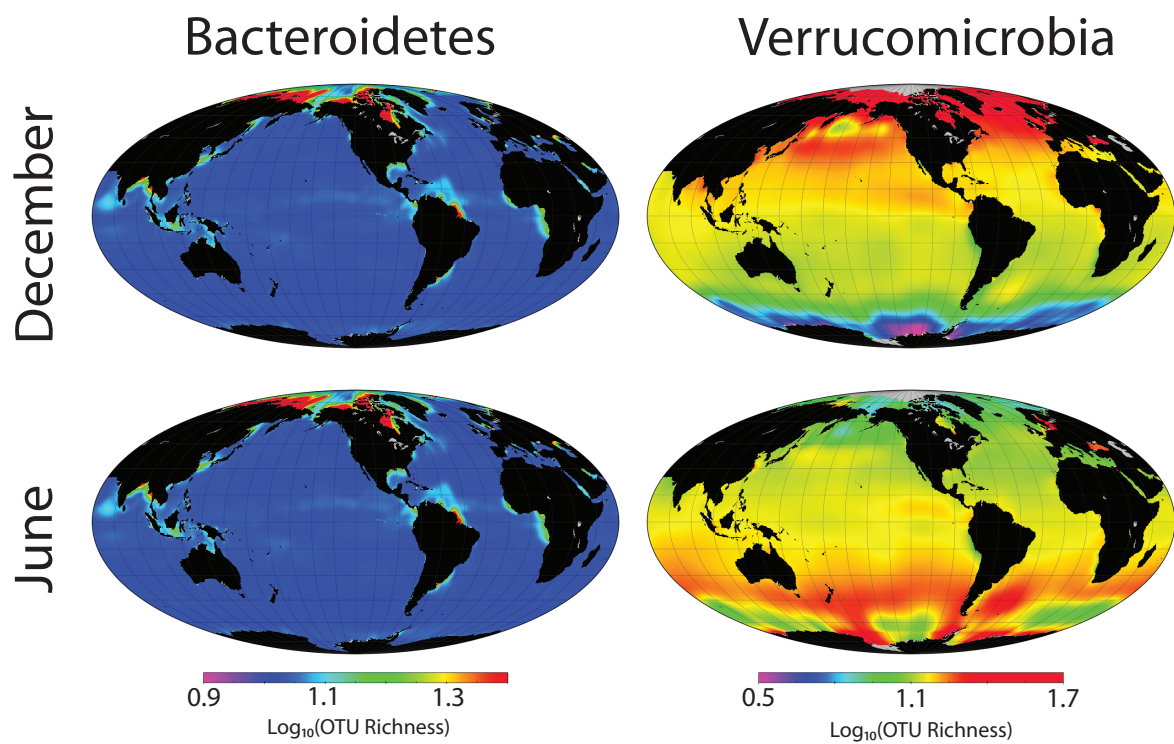 Bacteroidetes Verrucomicrobia
December
June
0.9 1.1 1.3 0.5 1.1 1.7
Log₁₀(OTU Richness) Log₁₀(OTU Richness)